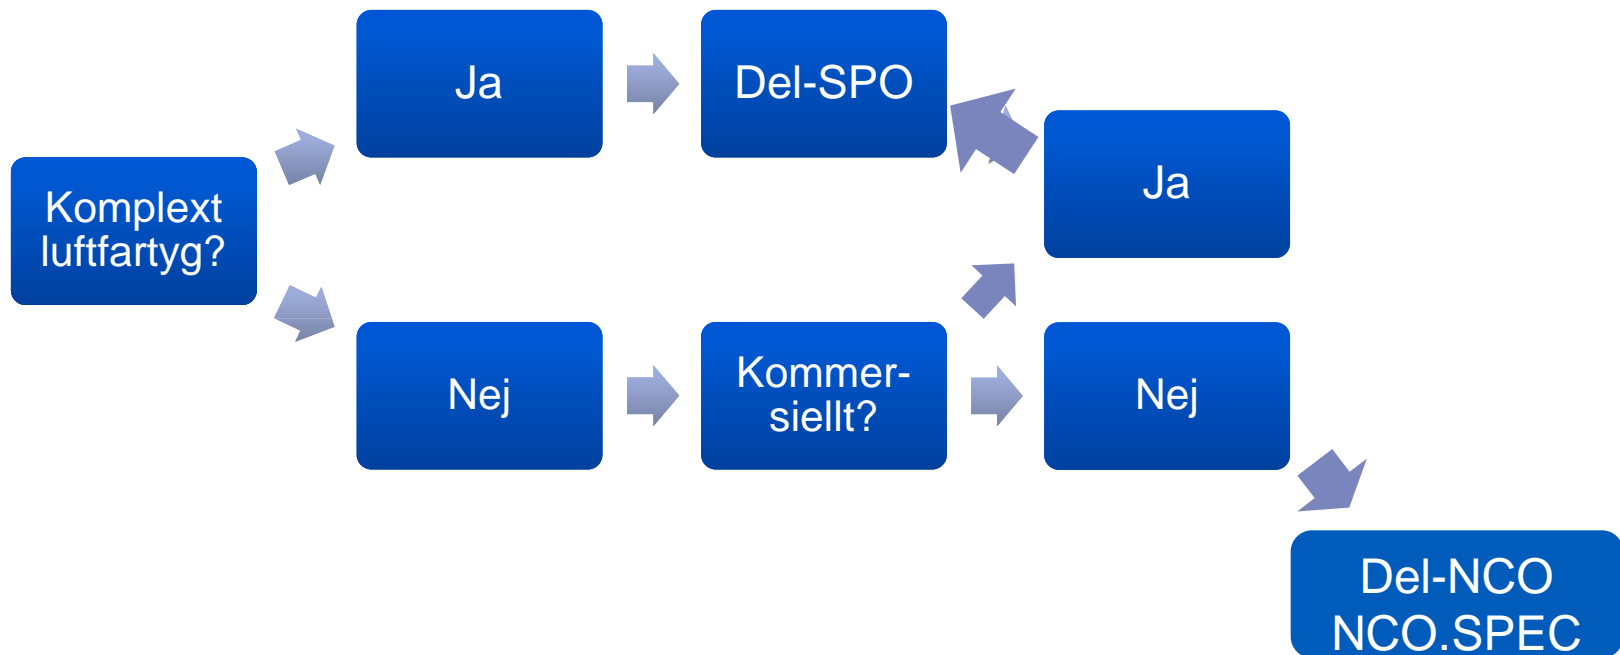 Ja
Del-SPO
Ja
Komplext
luftfartyg?
Nej
Kommer-
siellt?
Nej
Del-NCO
NCO.SPEC